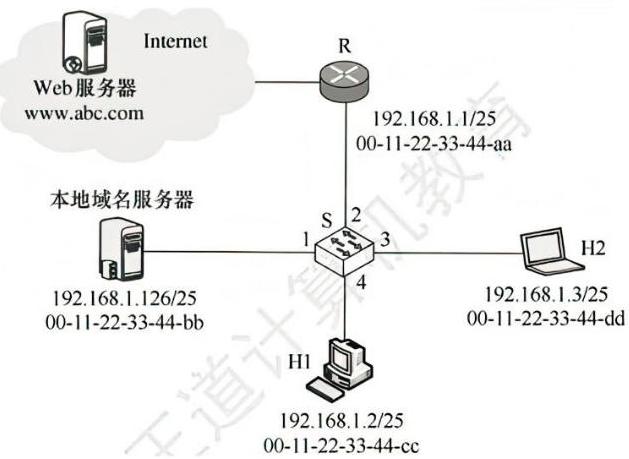 Internet
R
Web服务器
www.abc.com
192.168.1.1/25
00-11-22-33-44-aa
本地域名服务器
S
2
1
3
4
H2
192.168.1.126/25
00-11-22-33-44-bb
192.168.1.3/25
00-11-22-33-44-dd
H1
192.168.1.2/25
00-11-22-33-44-cc
王道计算机教育